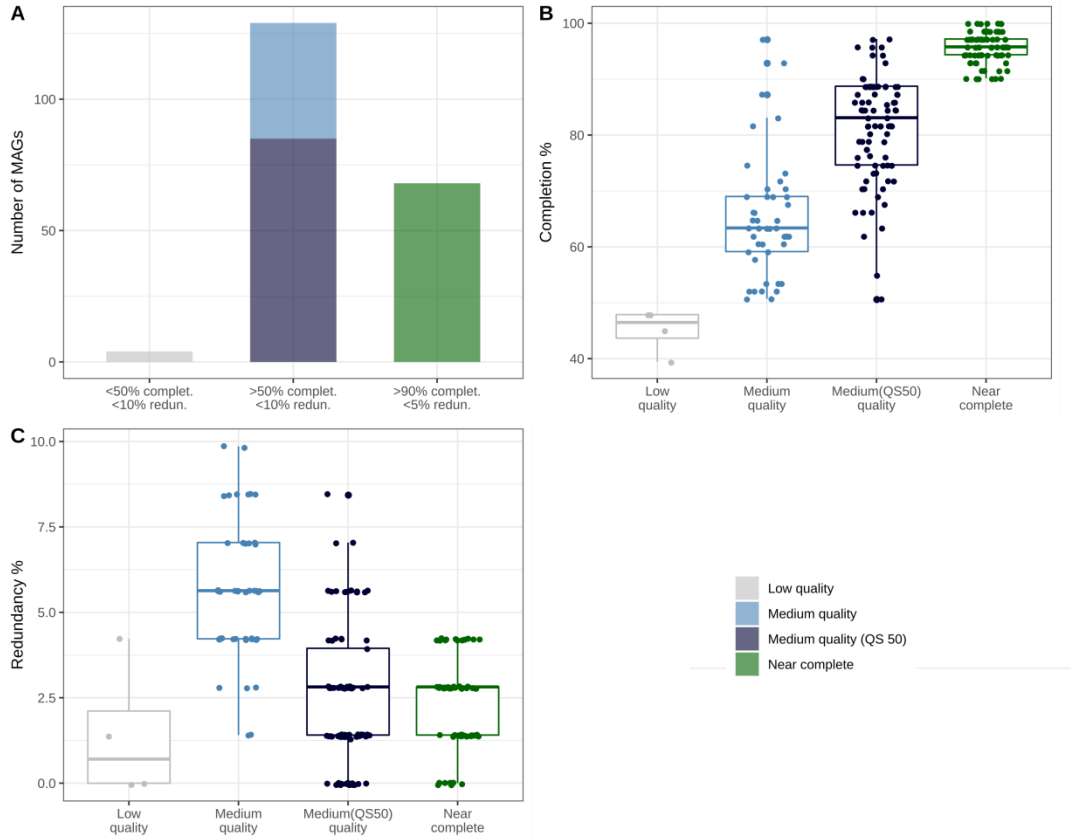 A
Number of MAGs
100
50
0
<50% complet.
<10% redun.
>50% complet.
<10% redun.
>90% complet.
<5% redun.
B
Completion %
100
80
60
40
Low
quality
Medium
quality
Medium(QS50)
quality
Near
complete
C
Redundancy %
10.0
7.5
5.0
2.5
0.0
Low
quality
Medium
quality
Medium(QS50)
quality
Near
complete
Low quality
Medium quality
Medium quality (QS 50)
Near complete